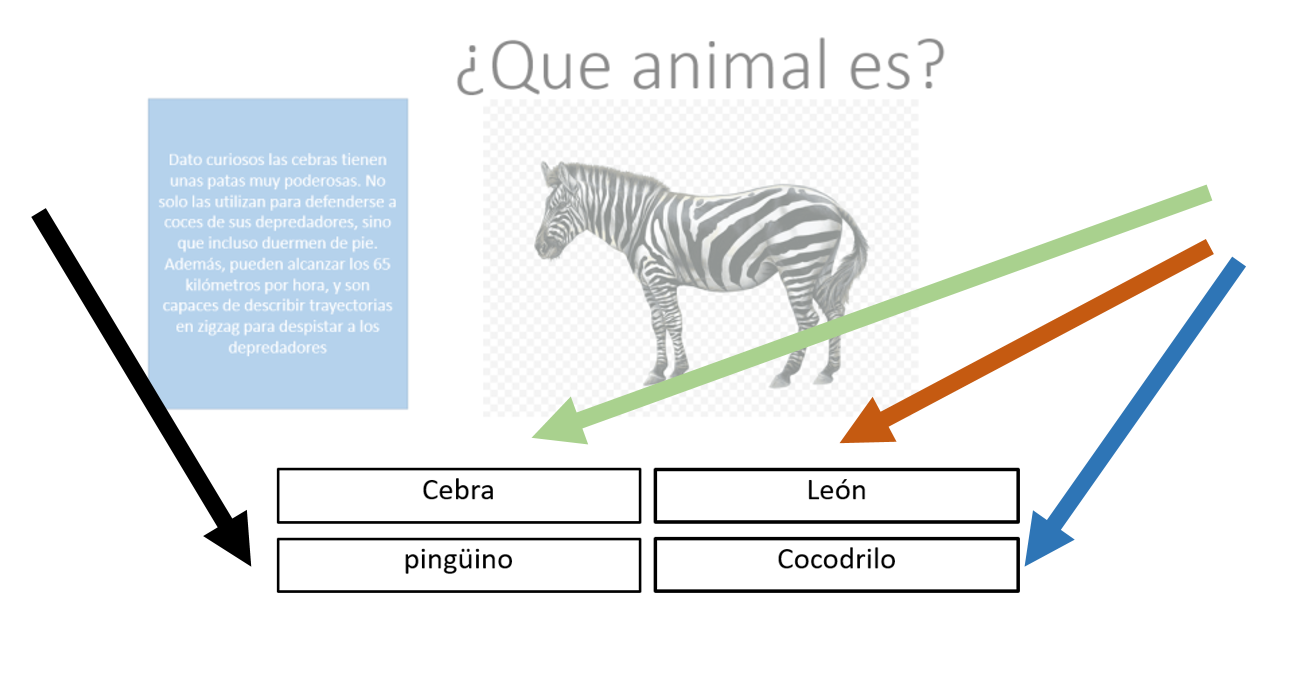 ¿Que animal es?
Dato curiosos las cebras tienen
unas patas muy poderosas. No
solo las utilizan para defenderse a
coces de sus depredadores, sino
que incluso duermen de pie.
Además, pueden alcanzar los 65
kilómetros por hora, y son
capaces de describir trayectorias
en zigzag para despistar a los
depredadores
Cebra
León
pingüino
Cocodrilo